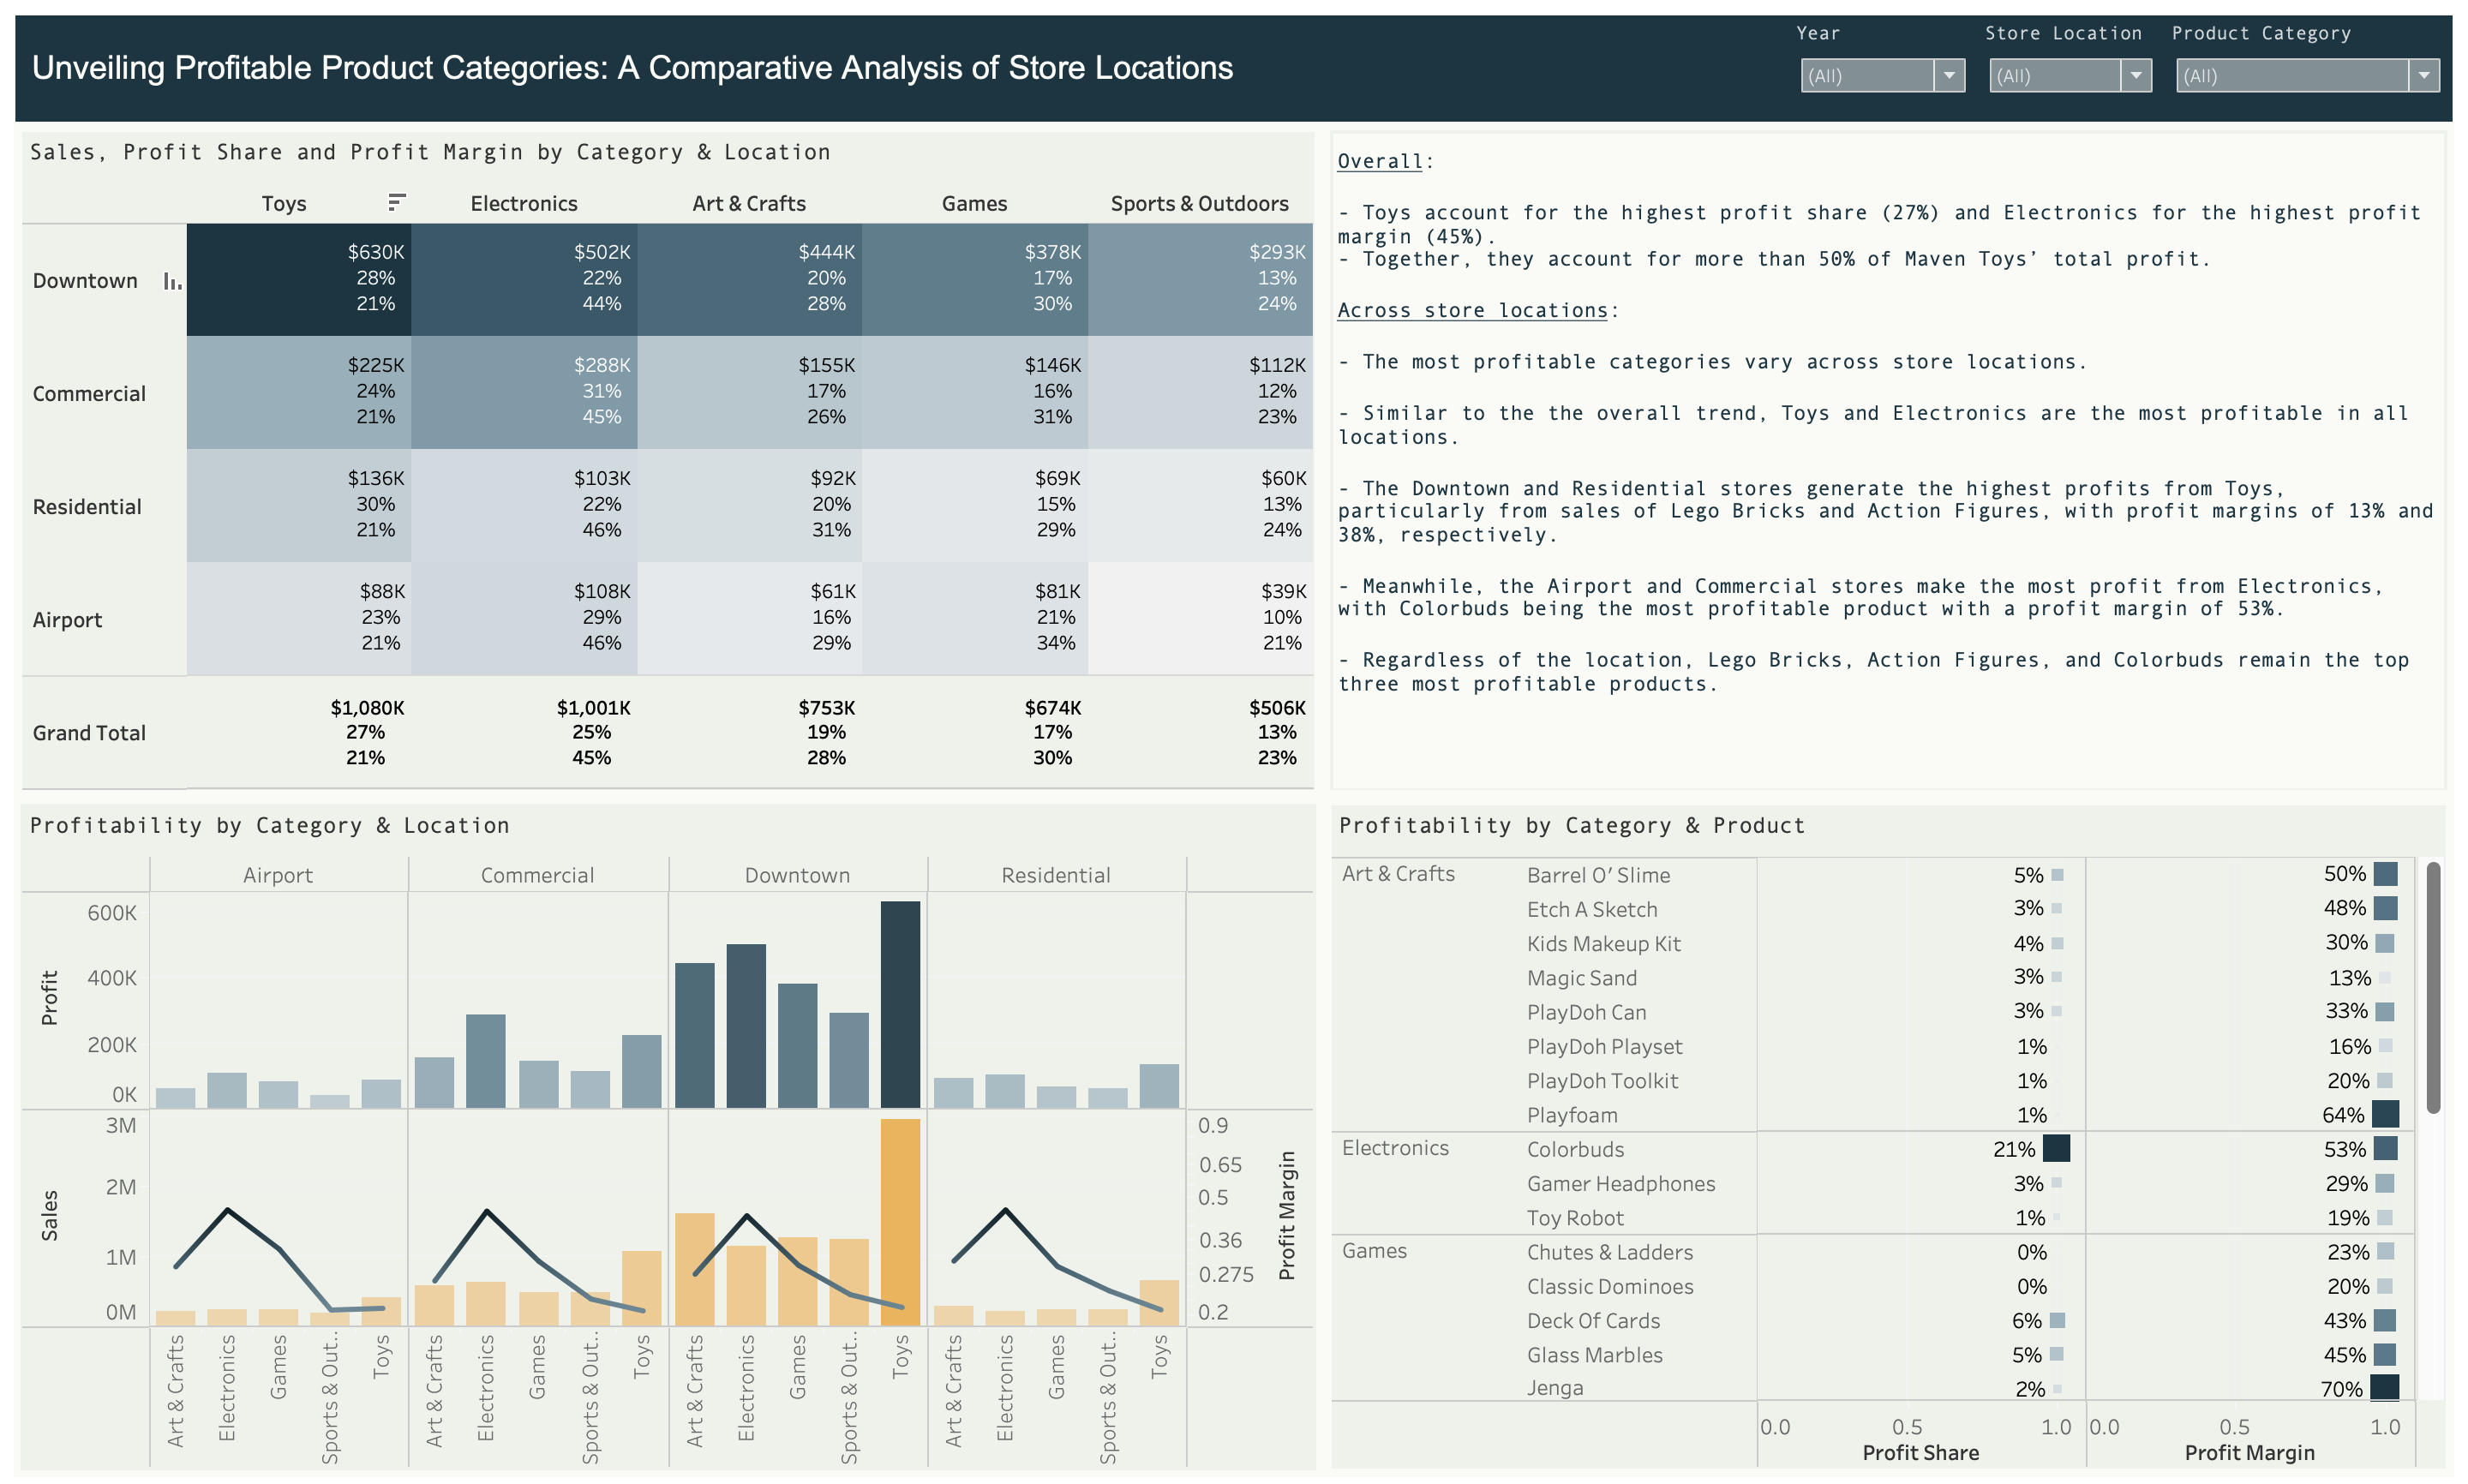 Unveiling Profitable Product Categories: A Comparative Analysis of Store Locations
Year Store Location Product Category
(All) (All) (All)
Sales, Profit Share and Profit Margin by Category & Location
Toys Electronics Art & Crafts Games Sports & Outdoors
Downtown
$630K $502K $444K $378K $293K
28% 22% 20% 17% 13%
21% 44% 28% 30% 24%
Commercial
$225K $288K $155K $146K $112K
24% 31% 17% 16% 12%
21% 45% 26% 31% 23%
Residential
$136K $103K $92K $69K $60K
30% 22% 20% 15% 13%
21% 46% 31% 29% 24%
Airport
$88K $108K $61K $81K $39K
23% 29% 16% 21% 10%
21% 46% 29% 34% 21%
Grand Total
$1,080K $1,001K $753K $674K $506K
27% 25% 19% 17% 13%
21% 45% 28% 30% 23%
Overall:
- Toys account for the highest profit share (27%) and Electronics for the highest profit
margin (45%).
- Together, they account for more than 50% of Maven Toys’ total profit.
Across store locations:
- The most profitable categories vary across store locations.
- Similar to the the overall trend, Toys and Electronics are the most profitable in all
locations.
- The Downtown and Residential stores generate the highest profits from Toys,
particularly from sales of Lego Bricks and Action Figures, with profit margins of 13% and
38%, respectively.
- Meanwhile, the Airport and Commercial stores make the most profit from Electronics,
with Colorbuds being the most profitable product with a profit margin of 53%.
- Regardless of the location, Lego Bricks, Action Figures, and Colorbuds remain the top
three most profitable products.
Profitability by Category & Location
Airport Commercial Downtown Residential
Profit
600K
400K
200K
0K
Sales
3M
2M
1M
0M
0.9
0.65
0.5
0.36
0.275
0.2
Profit Margin
Art & Crafts Electronics Games Sports & Out.. Toys Art & Crafts Electronics Games Sports & Out.. Toys Art & Crafts Electronics Games Sports & Out.. Toys Art & Crafts Electronics Games Sports & Out.. Toys
Profitability by Category & Product
Art & Crafts Barrel O’ Slime 5% 50%
Etch A Sketch 3% 48%
Kids Makeup Kit 4% 30%
Magic Sand 3% 13%
PlayDoh Can 3% 33%
PlayDoh Playset 1% 16%
PlayDoh Toolkit 1% 20%
Playfoam 1% 64%
Electronics Colorbuds 21% 53%
Gamer Headphones 3% 29%
Toy Robot 1% 19%
Games Chutes & Ladders 0% 23%
Classic Dominoes 0% 20%
Deck Of Cards 6% 43%
Glass Marbles 5% 45%
Jenga 2% 70%
0.0 0.5 1.0 0.0 0.5 1.0
Profit Share Profit Margin